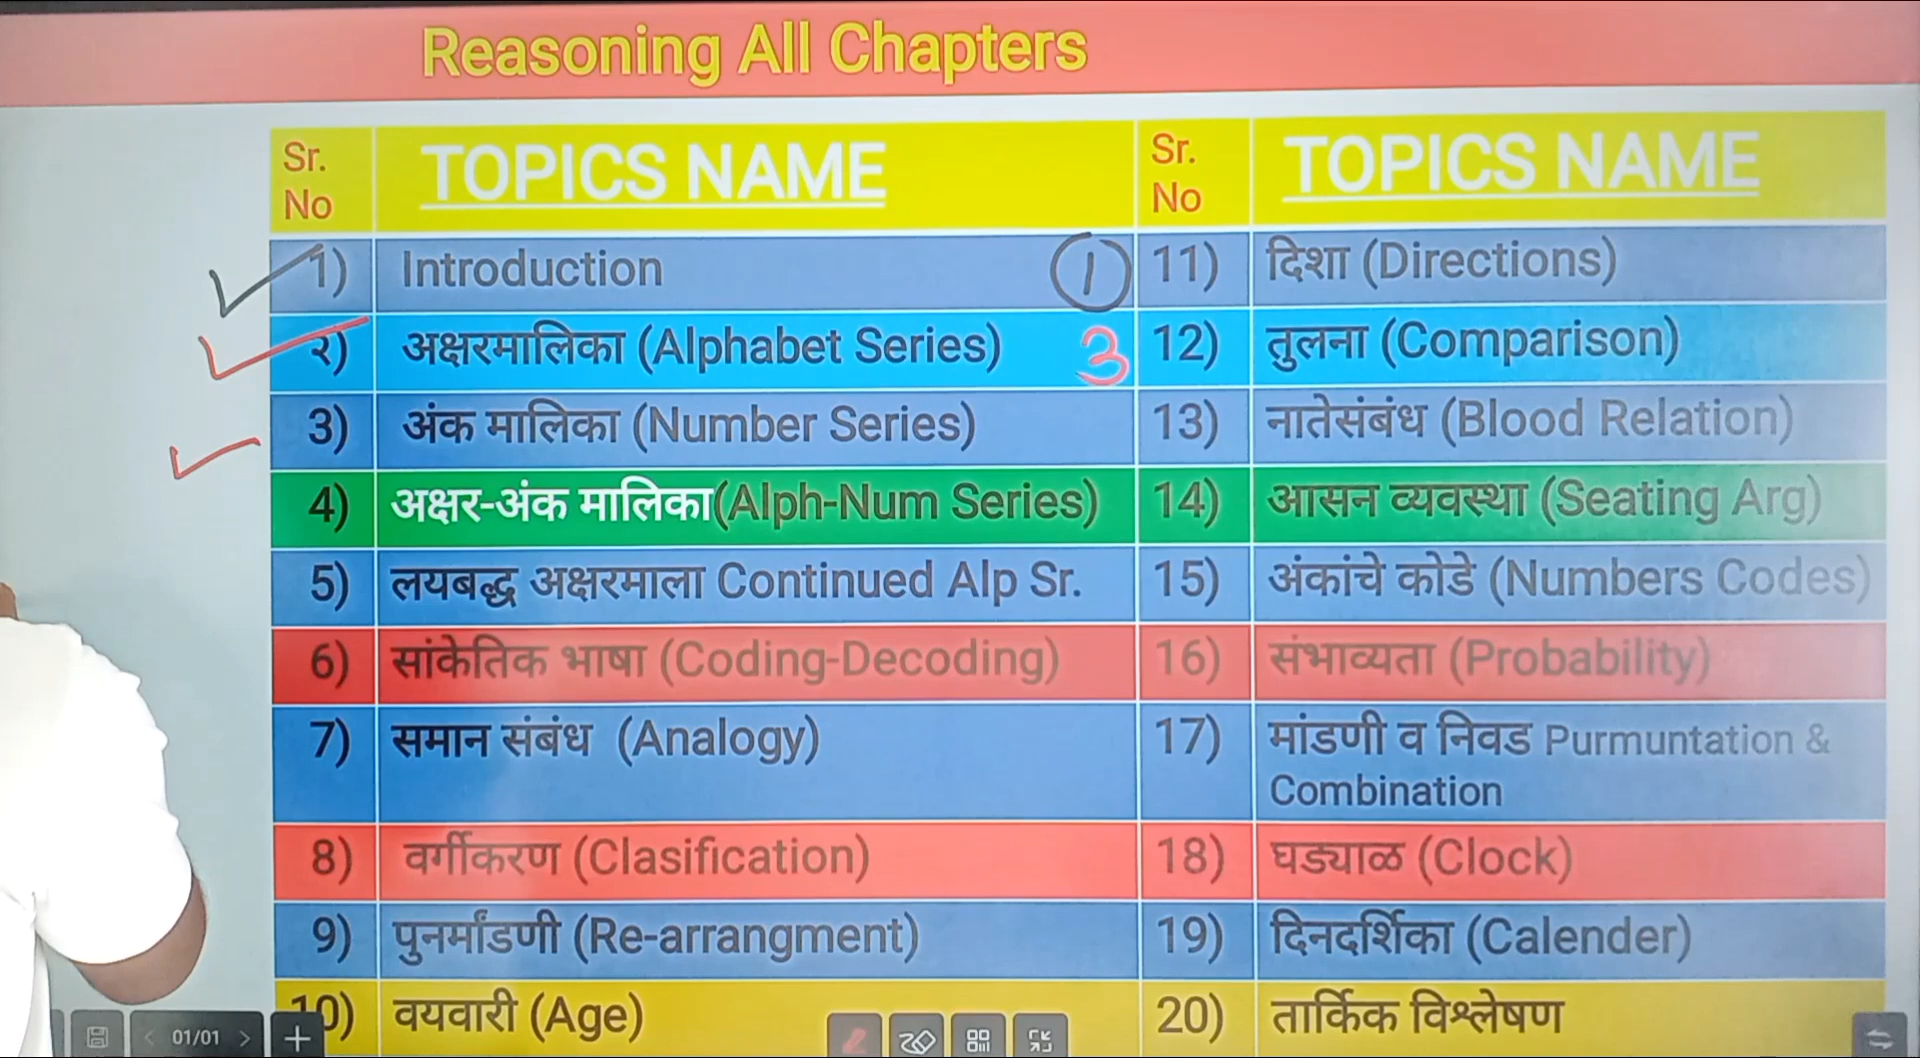 Reasoning All Chapters
Sr. No TOPICS NAME Sr. No TOPICS NAME
1) Introduction 1 11) दिशा (Directions)
२) अक्षरमालिका (Alphabet Series) 3 12) तुलना (Comparison)
3) अंक मालिका (Number Series) 13) नातेसंबंध (Blood Relation)
4) अक्षर-अंक मालिका(Alph-Num Series) 14) आसन व्यवस्था (Seating Arg)
5) लयबद्ध अक्षरमाला Continued Alp Sr. 15) अंकांचे कोडे (Numbers Codes)
6) सांकेतिक भाषा (Coding-Decoding) 16) संभाव्यता (Probability)
7) समान संबंध (Analogy) 17) मांडणी व निवड Purmuntation &
Combination
8) वर्गीकरण (Clasification) 18) घड्याळ (Clock)
9) पुनर्मांडणी (Re-arrangment) 19) दिनदर्शिका (Calender)
10) वयवारी (Age) 20) तार्किक विश्लेषण
01/01